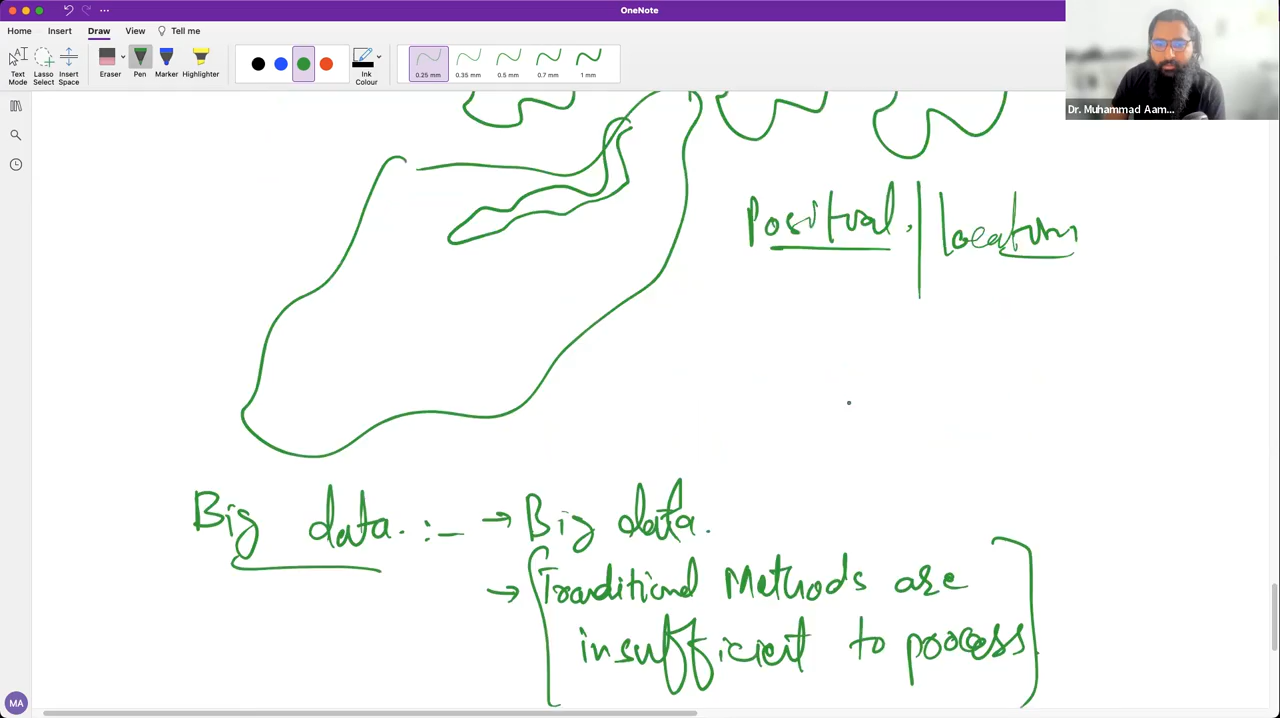 OneNote
Home Insert Draw View Tell me
Text Mode
Lasso Select
Insert Space
Eraser
Pen
Marker
Highlighter
Ink Colour
0.25 mm
0.35 mm
0.5 mm
0.7 mm
1 mm
Dr. Muhammad Aam...
Positual. | location
Big data. :- → Big data.
→ Traditional Methods are
insufficient to process
MA